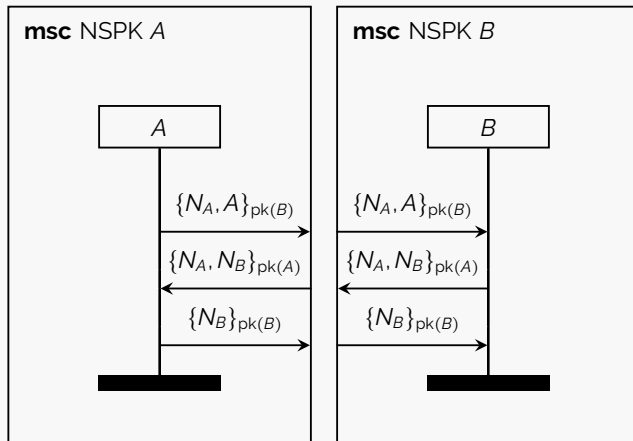 msc NSPK A
A
{N_A, A}_pk(B)
{N_A, N_B}_pk(A)
{N_B}_pk(B)
msc NSPK B
B
{N_A, A}_pk(B)
{N_A, N_B}_pk(A)
{N_B}_pk(B)